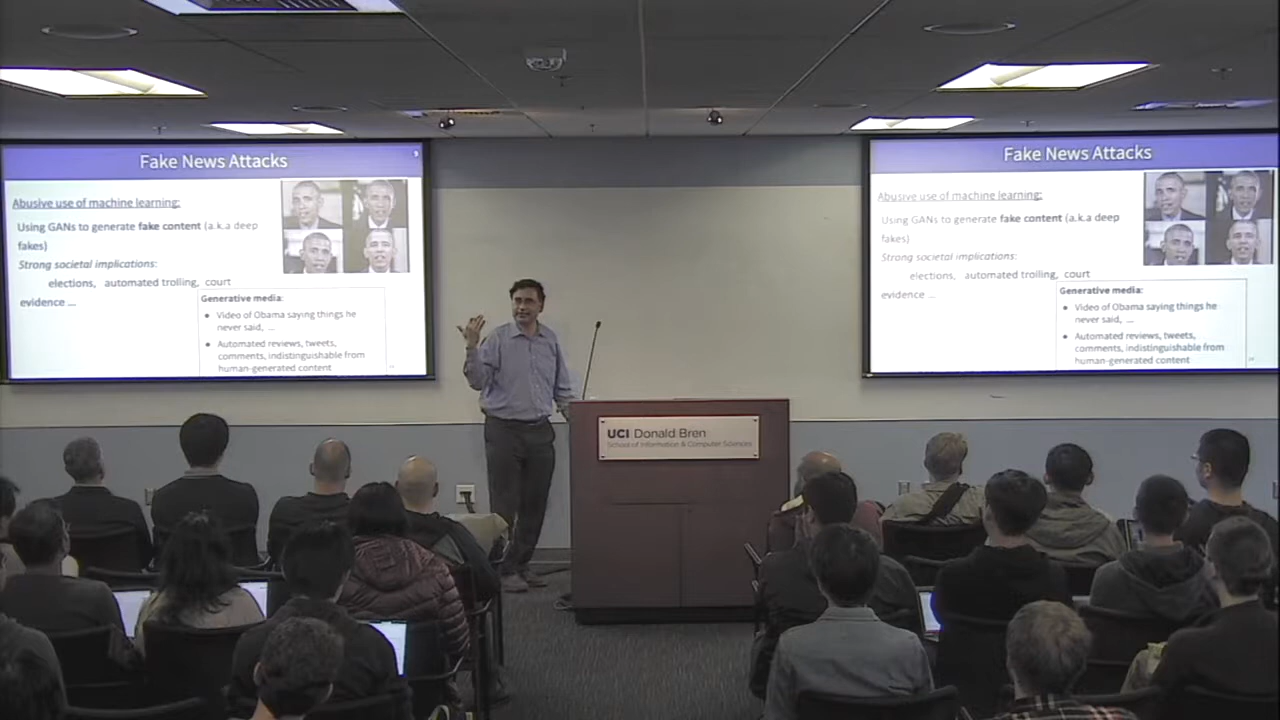 Fake News Attacks
9
Abusive use of machine learning:
Using GANs to generate fake content (a.k.a deep
fakes)
Strong societal implications:
elections, automated trolling, court
evidence ...
Generative media:
● Video of Obama saying things he
never said, ...
● Automated reviews, tweets,
comments, indistinguishable from
human-generated content
UCI Donald Bren
School of Information & Computer Sciences
Fake News Attacks
Abusive use of machine learning:
Using GANs to generate fake content (a.k.a deep
fakes)
Strong societal implications:
elections, automated trolling, court
evidence ...
Generative media:
● Video of Obama saying things he
never said, ...
● Automated reviews, tweets,
comments, indistinguishable from
human-generated content